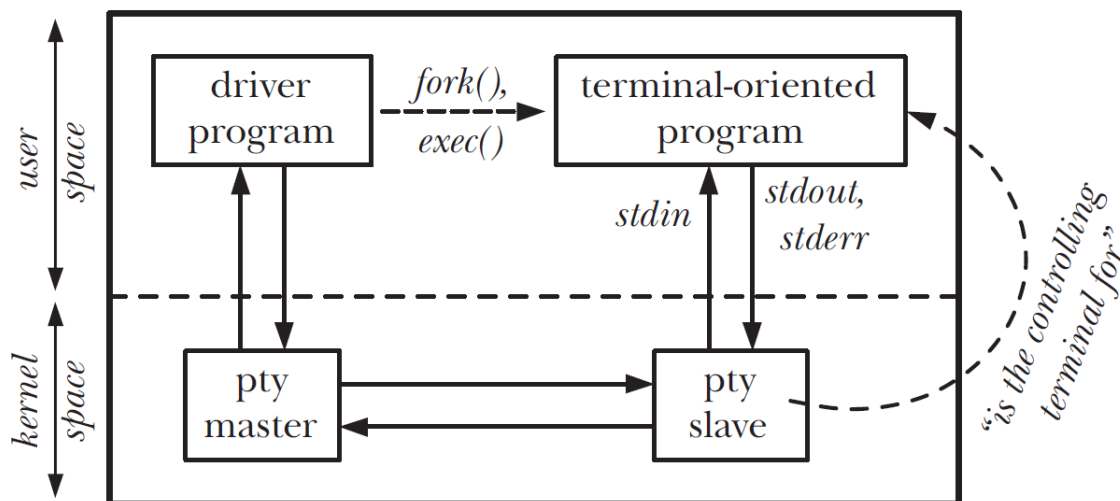 driver
program
fork(),
exec()
terminal-oriented
program
user
space
stdin
stdout,
stderr
“is the controlling
terminal for”
kernel
space
pty
master
pty
slave